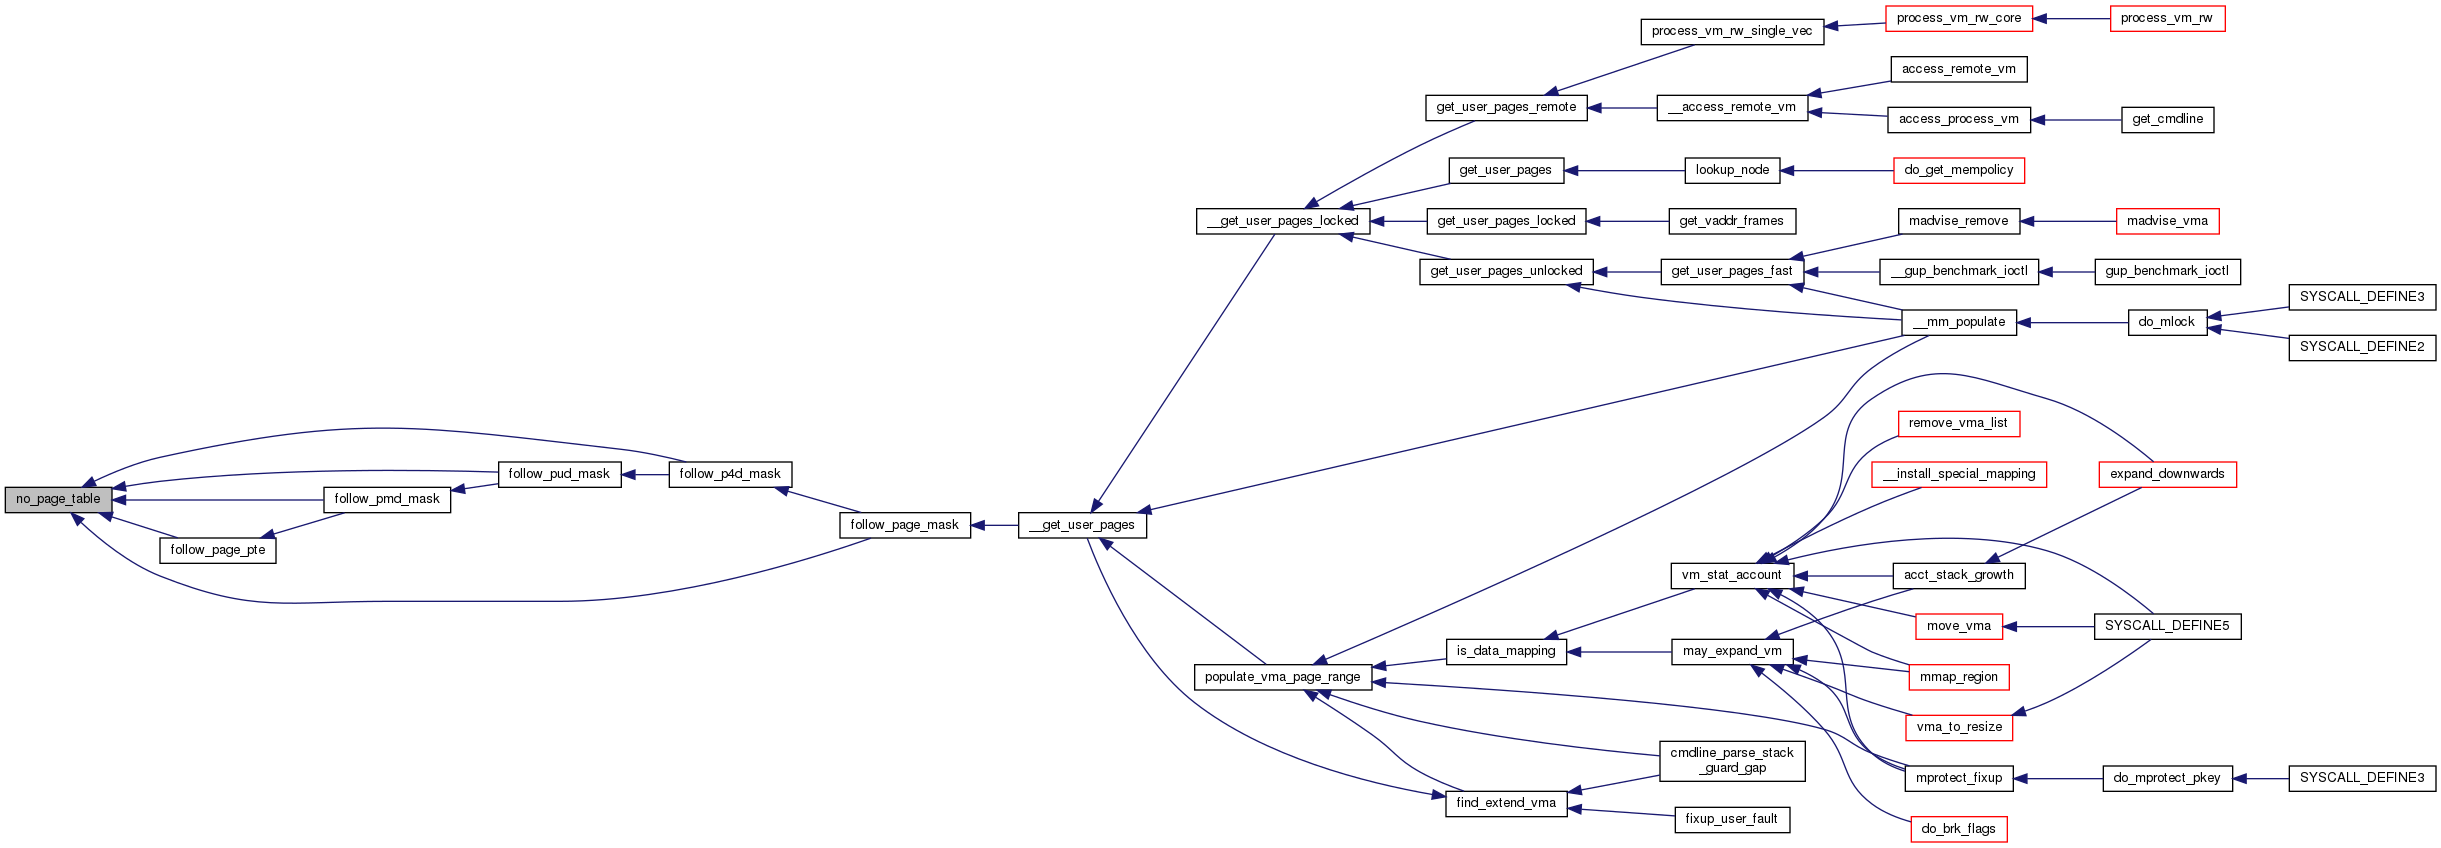 process_vm_rw_core
process_vm_rw
process_vm_rw_single_vec
access_remote_vm
get_user_pages_remote
__access_remote_vm
access_process_vm
get_cmdline
get_user_pages
lookup_node
do_get_mempolicy
__get_user_pages_locked
get_user_pages_locked
get_vaddr_frames
madvise_remove
madvise_vma
get_user_pages_unlocked
get_user_pages_fast
__gup_benchmark_ioctl
gup_benchmark_ioctl
SYSCALL_DEFINE3
__mm_populate
do_mlock
SYSCALL_DEFINE2
remove_vma_list
follow_pud_mask
follow_p4d_mask
__install_special_mapping
expand_downwards
no_page_table
follow_pmd_mask
follow_page_mask
__get_user_pages
follow_page_pte
vm_stat_account
acct_stack_growth
move_vma
SYSCALL_DEFINE5
is_data_mapping
may_expand_vm
populate_vma_page_range
mmap_region
vma_to_resize
cmdline_parse_stack
_guard_gap
mprotect_fixup
do_mprotect_pkey
SYSCALL_DEFINE3
find_extend_vma
fixup_user_fault
do_brk_flags